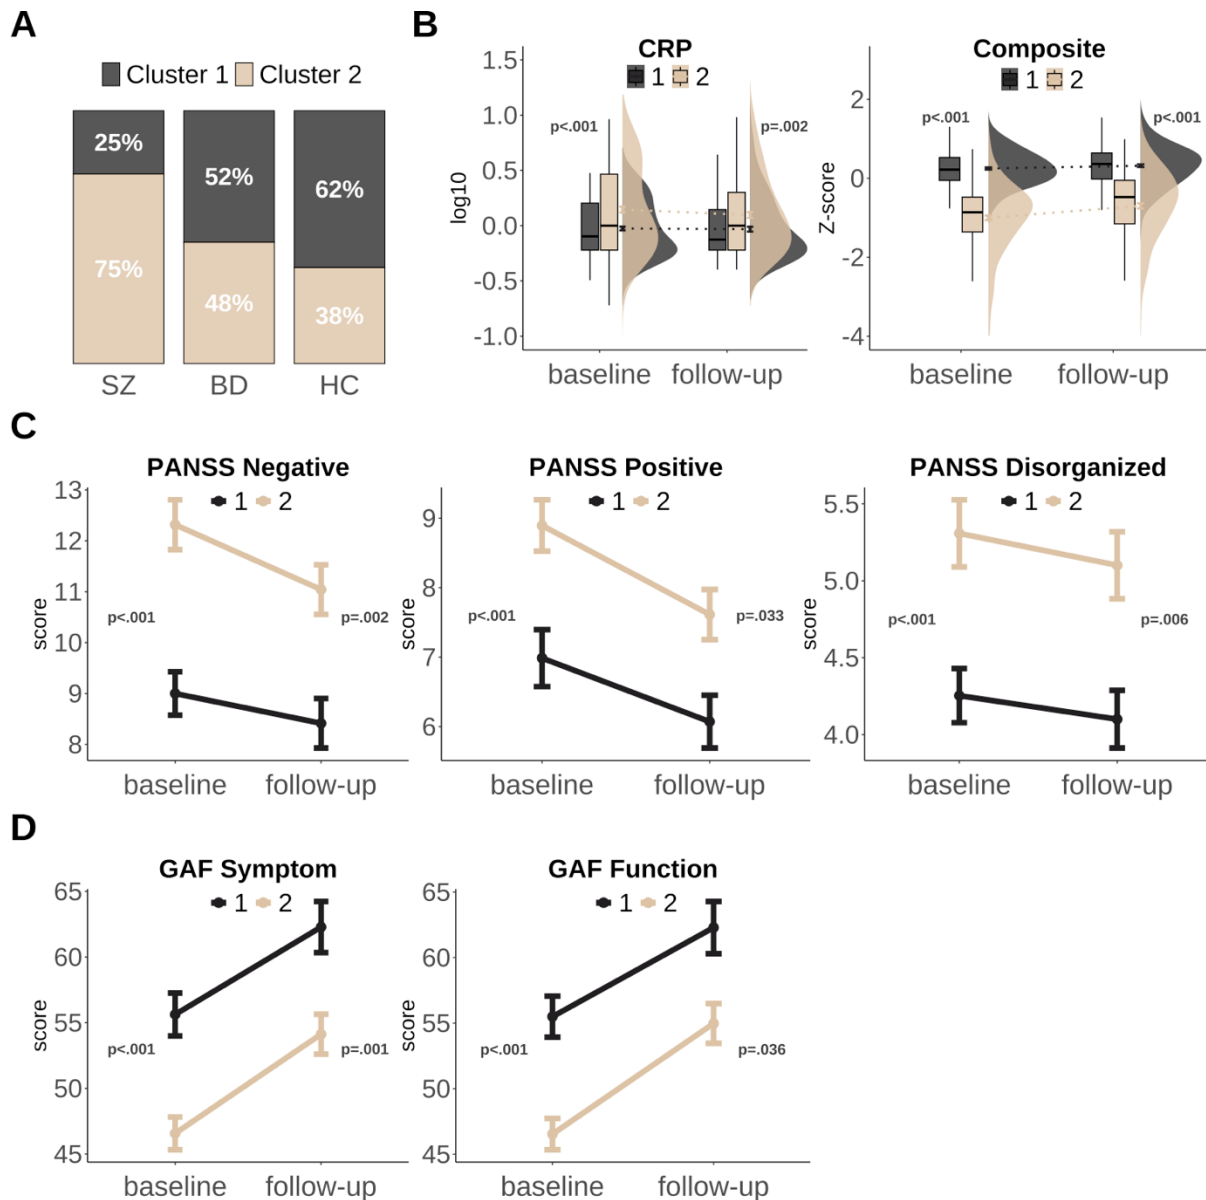 A
Cluster 1 Cluster 2
25%
75%
52%
48%
62%
38%
SZ BD HC
B
CRP
1 2
log10
1.5
1.0
0.5
0.0
-0.5
-1.0
p<.001
p=.002
baseline follow-up
Composite
1 2
Z-score
2
0
-2
-4
p<.001
p<.001
baseline follow-up
C
PANSS Negative
1 2
score
13
12
11
10
9
8
p<.001
p=.002
baseline follow-up
PANSS Positive
1 2
score
9
8
7
6
p<.001
p=.033
baseline follow-up
PANSS Disorganized
1 2
score
5.5
5.0
4.5
4.0
p<.001
p=.006
baseline follow-up
D
GAF Symptom
1 2
score
65
60
55
50
45
p<.001
p=.001
baseline follow-up
GAF Function
1 2
score
65
60
55
50
45
p<.001
p=.036
baseline follow-up